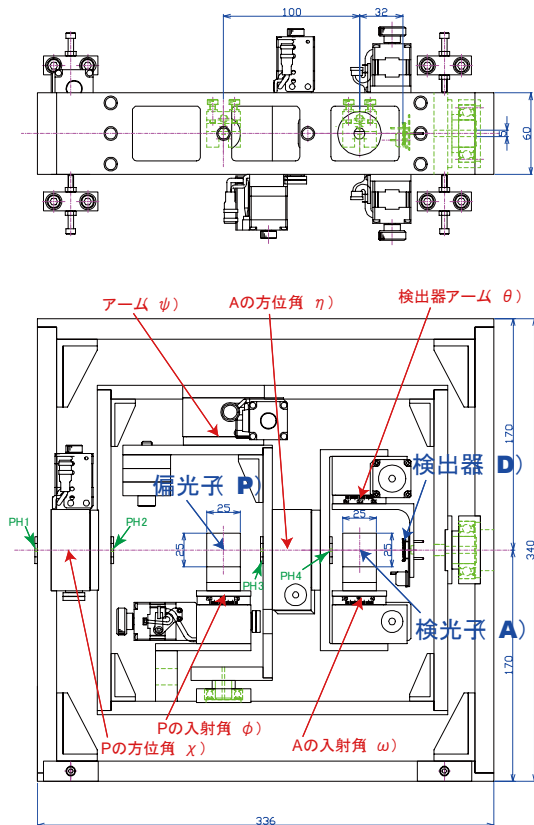 100
32
5
60
アーム( ψ)
Aの方位角( η)
検出器アーム( θ)
170
偏光子( P)
検出器( D)
25
25
PH1
PH2
25
25
PH3
PH4
340
検光子( A)
170
Pの入射角( φ)
Pの方位角( χ)
Aの入射角( ω)
336